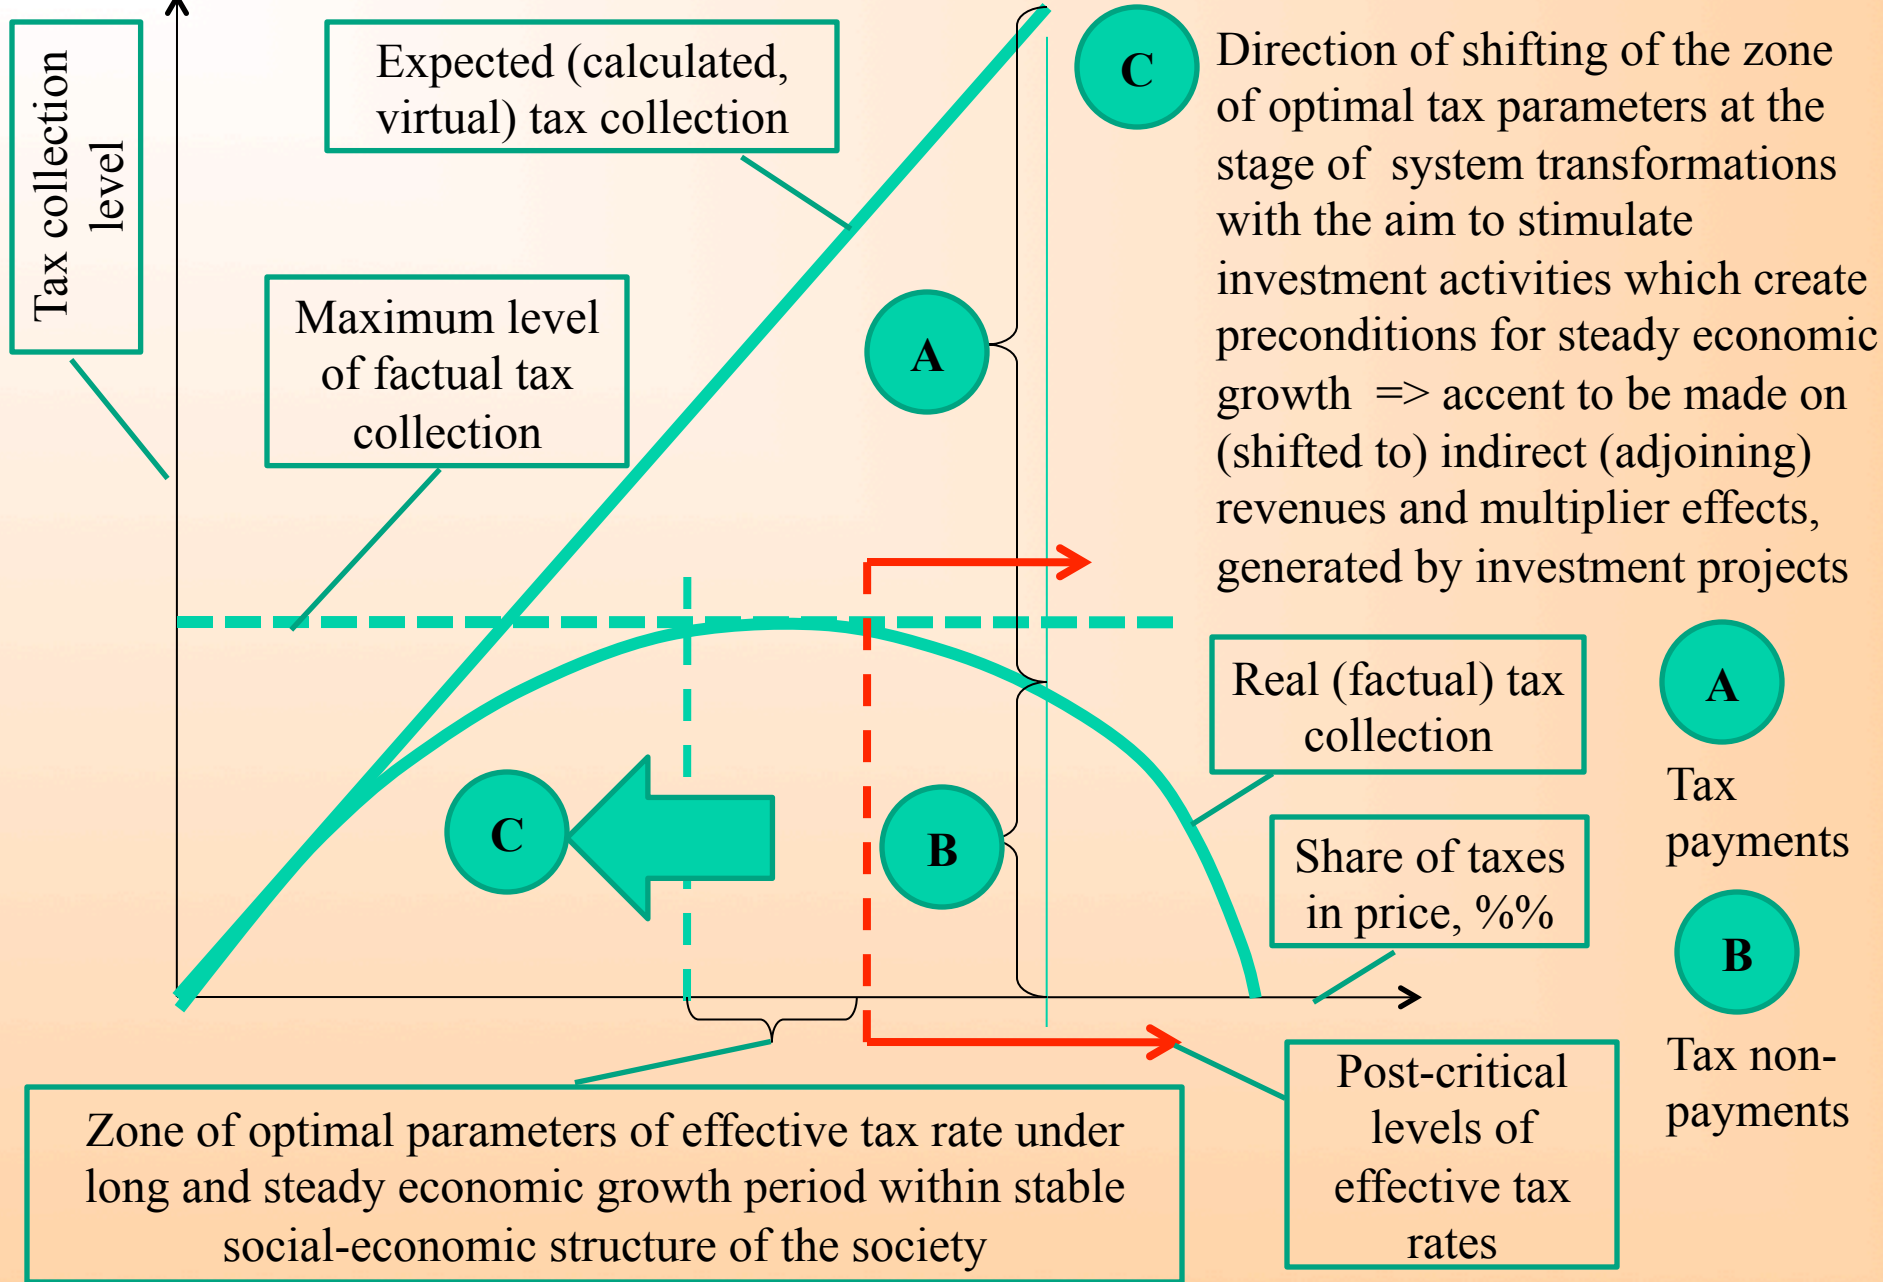 Tax collection
level
Expected (calculated,
virtual) tax collection
C
Direction of shifting of the zone
of optimal tax parameters at the
stage of system transformations
with the aim to stimulate
investment activities which create
preconditions for steady economic
growth => accent to be made on
(shifted to) indirect (adjoining)
revenues and multiplier effects,
generated by investment projects
Maximum level
of factual tax
collection
A
Real (factual) tax
collection
A
Tax
payments
C
B
Share of taxes
in price, %%
B
Tax non-
payments
Post-critical
levels of
effective tax
rates
Zone of optimal parameters of effective tax rate under
long and steady economic growth period within stable
social-economic structure of the society